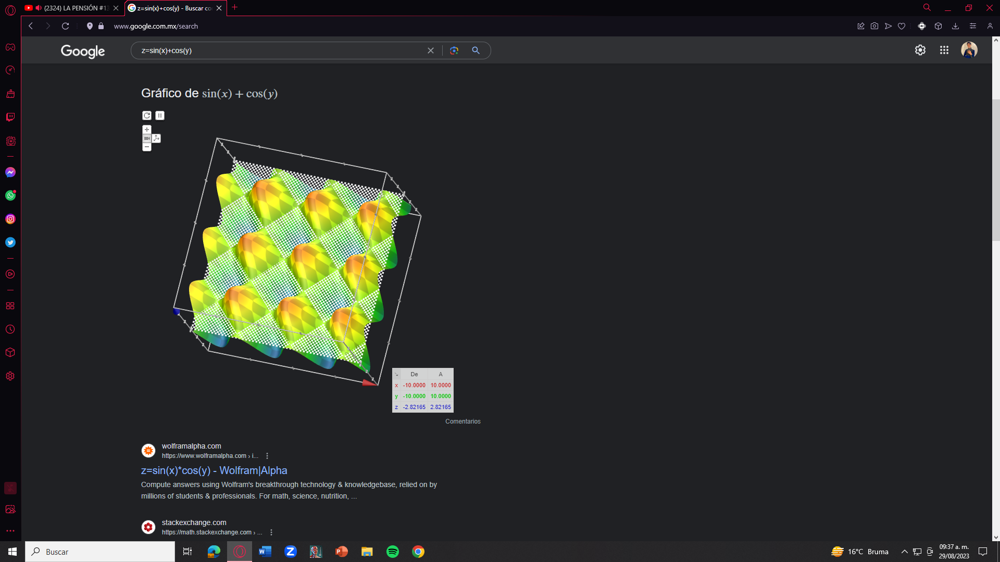 (2324) LA PENSIÓN #13
z=sin(x)+cos(y) - Buscar co
www.google.com.mx/search
Google
z=sin(x)+cos(y)
Gráfico de sin(x) + cos(y)
De A
x -10.0000 10.0000
y -10.0000 10.0000
z -2.82165 2.82165
Comentarios
wolframalpha.com
https://www.wolframalpha.com › i...
z=sin(x)*cos(y) - Wolfram|Alpha
Compute answers using Wolfram's breakthrough technology & knowledgebase, relied on by
millions of students & professionals. For math, science, nutrition, ...
stackexchange.com
https://math.stackexchange.com › ...
Buscar
16°C Bruma
09:37 a. m.
29/08/2023